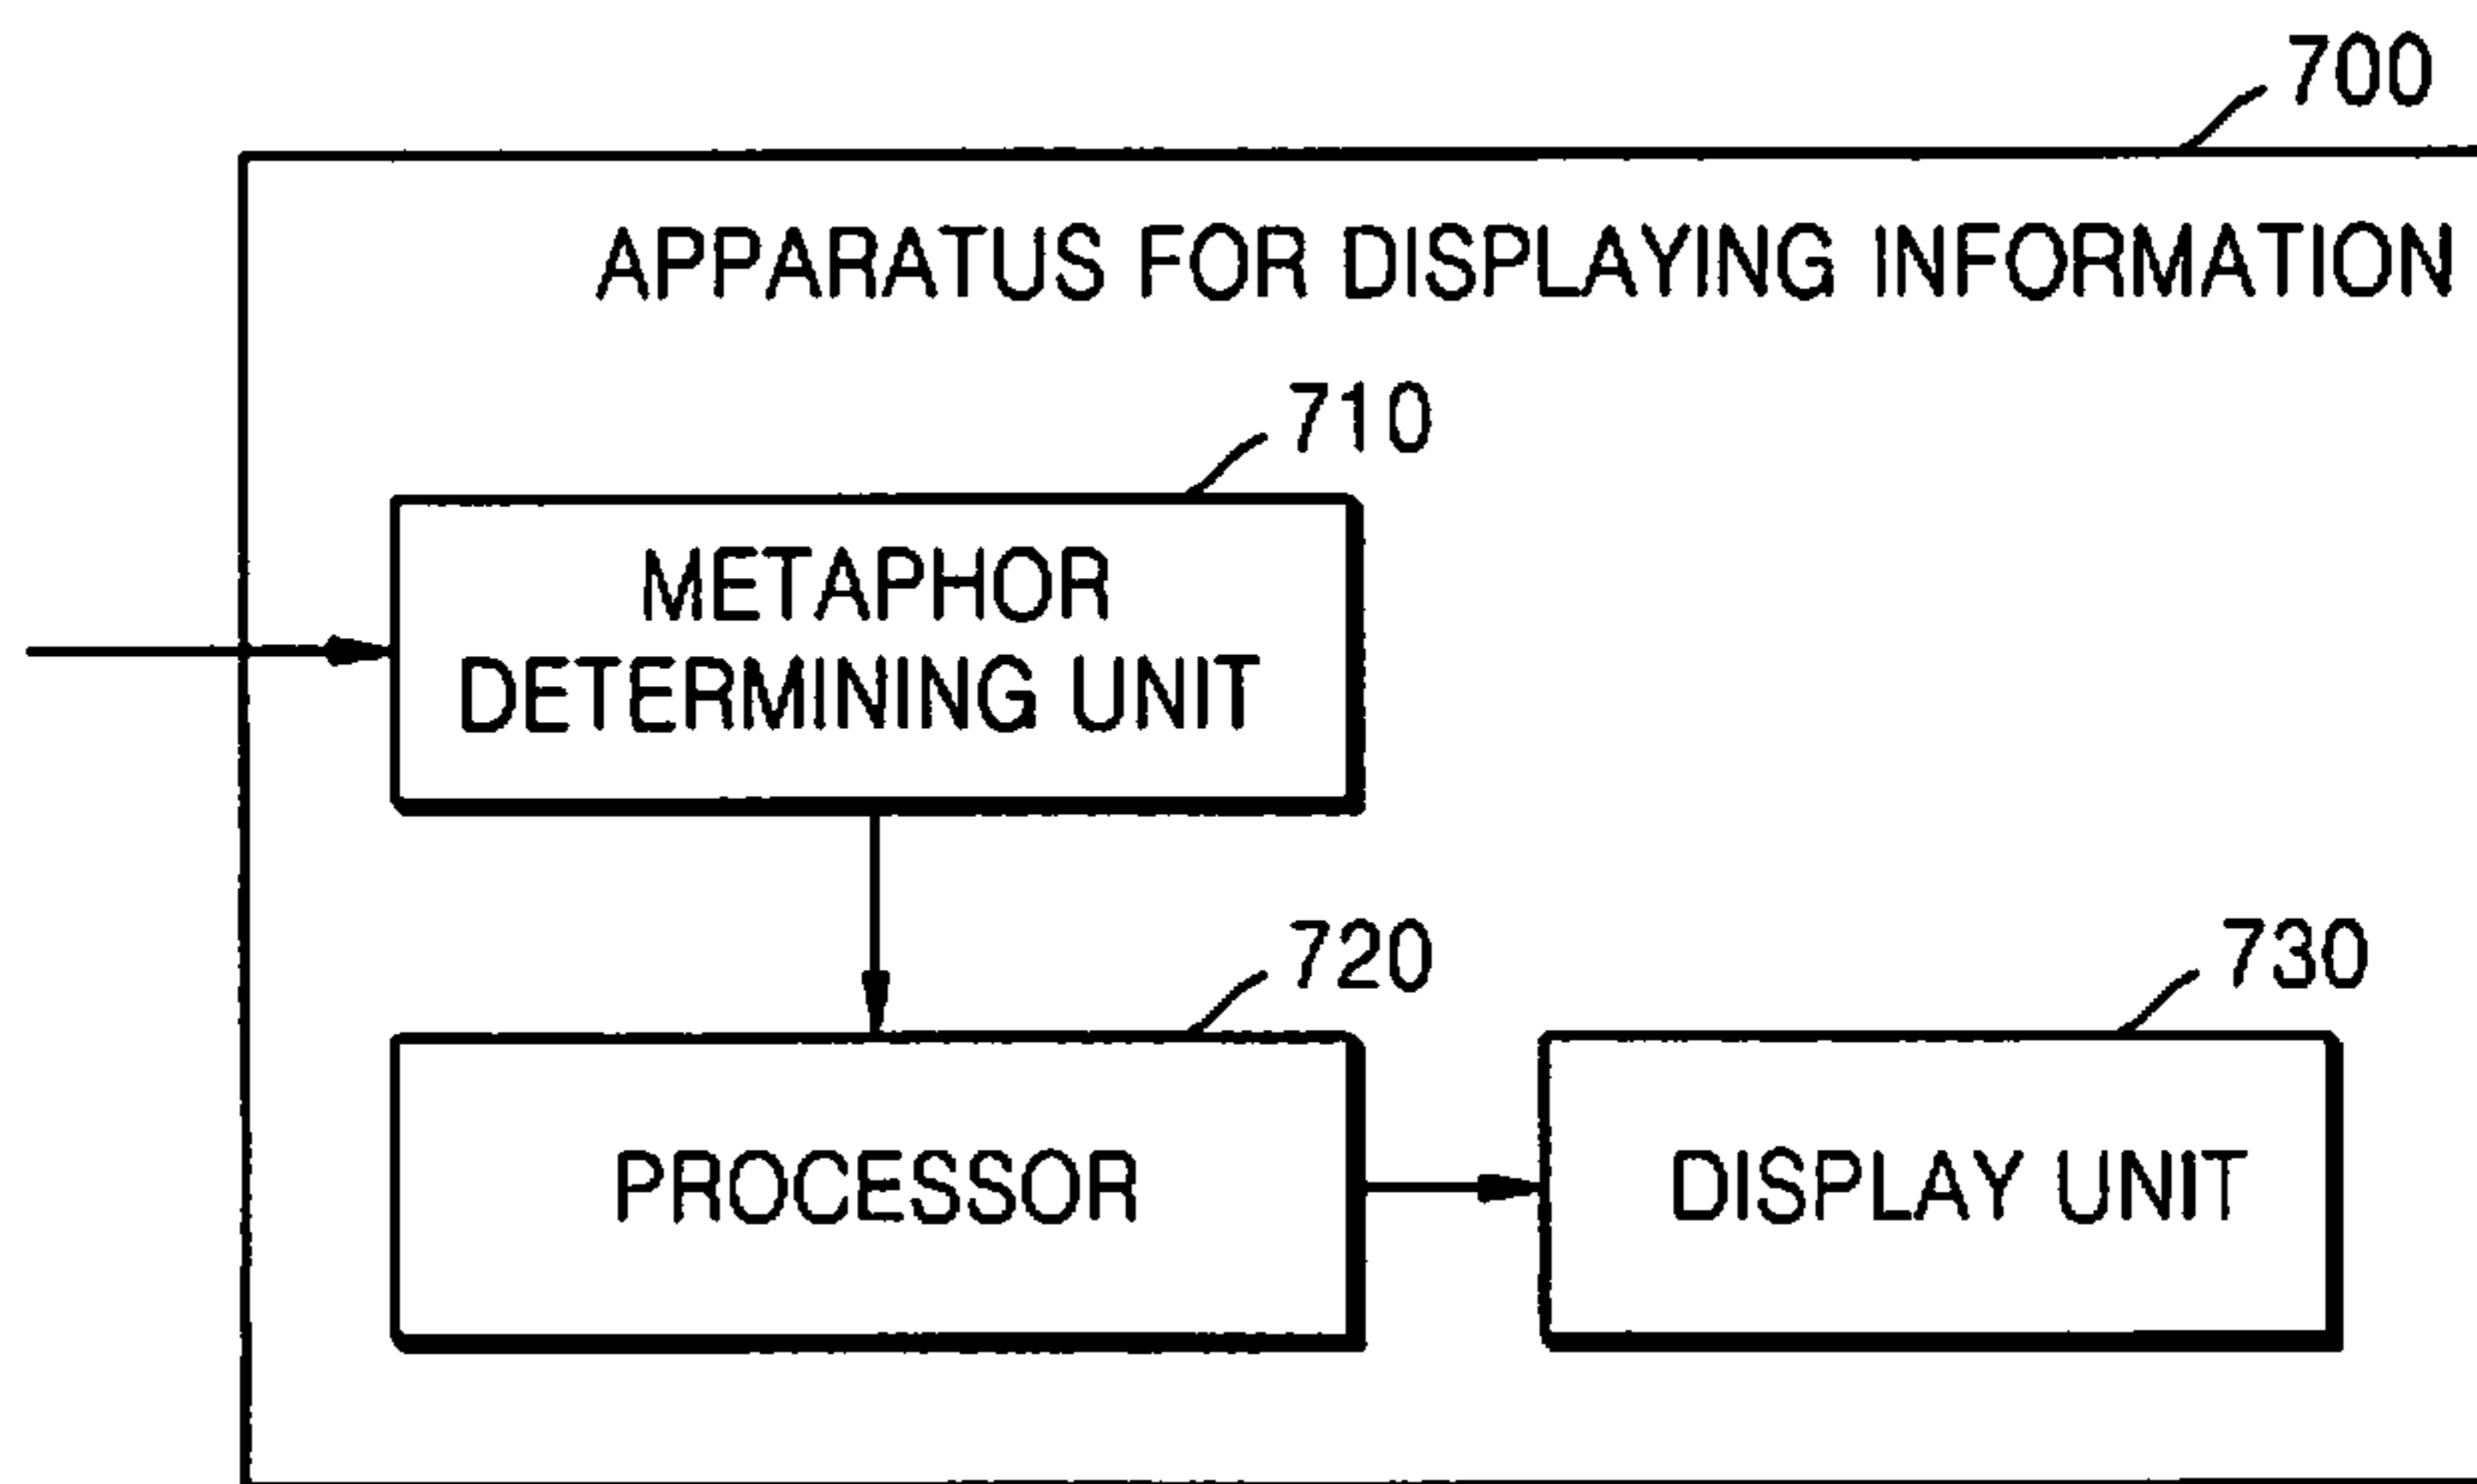 700
APPARATUS FOR DISPLAYING INFORMATION
710
METAPHOR
DETERMINING UNIT
720
730
PROCESSOR
DISPLAY UNIT